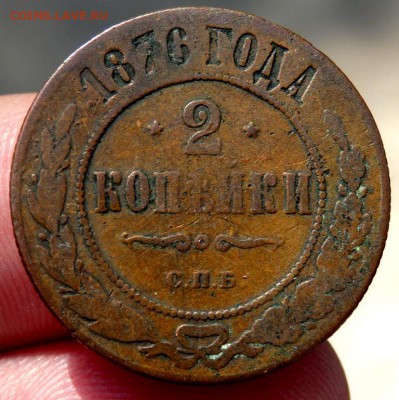 COINS.LAVE.RU
1876 ГОДА
2
КОПѢЙКИ
С.П.Б